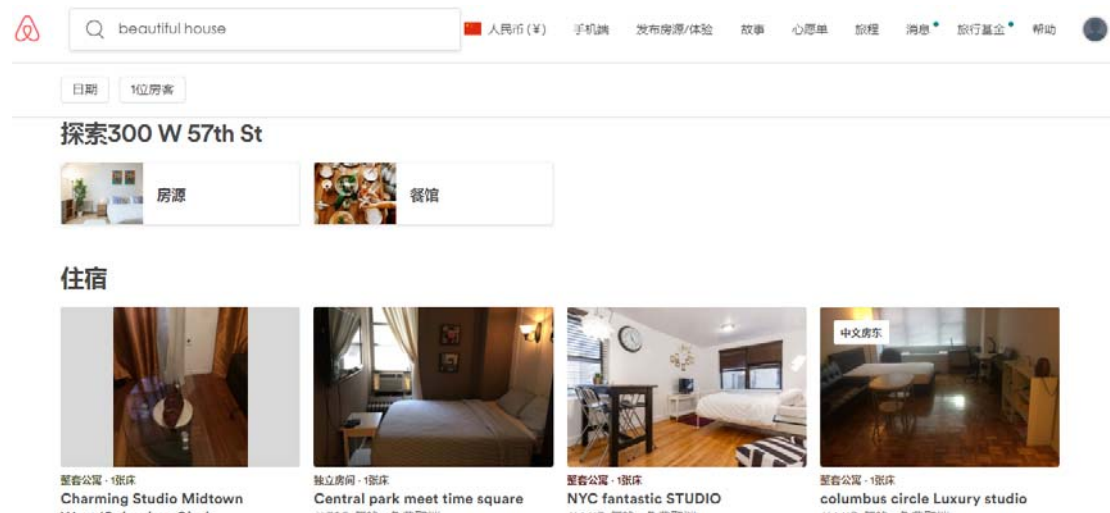 beautiful house
人民币 (¥) 手机端 发布房源/体验 故事 心愿单 旅程 消息 旅行基金 帮助
日期 1位房客
探索300 W 57th St
房源 餐馆
住宿
中文房东
整套公寓 · 1张床 独立房间 · 1张床 整套公寓 · 1张床 整套公寓 · 1张床
Charming Studio Midtown Central park meet time square NYC fantastic STUDIO columbus circle Luxury studio